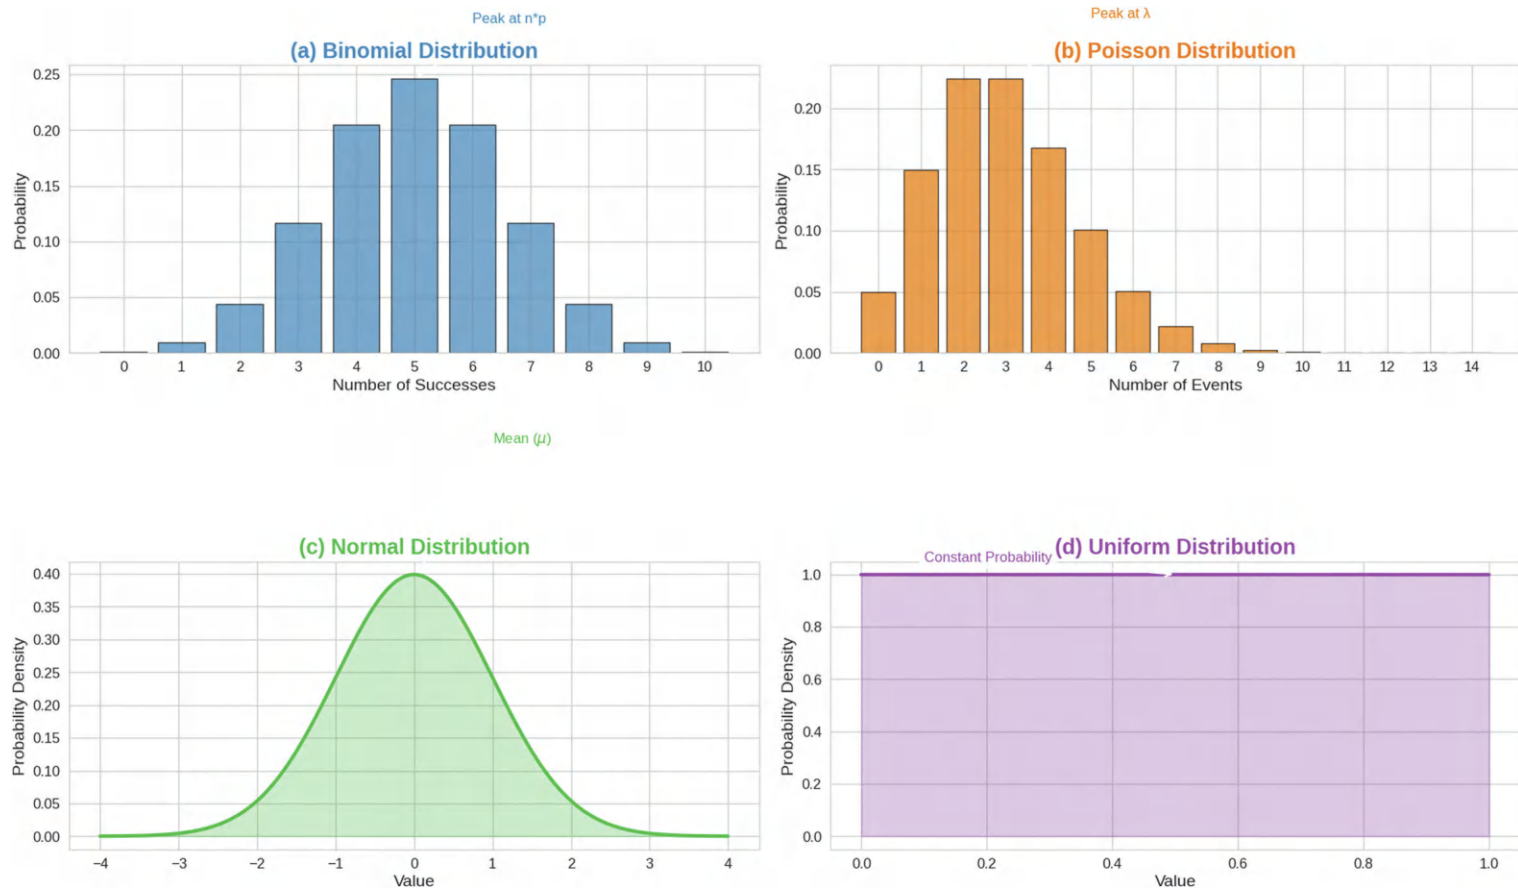 Peak at n*p
(a) Binomial Distribution
Probability
0.25
0.20
0.15
0.10
0.05
0.00
0 1 2 3 4 5 6 7 8 9 10
Number of Successes
Peak at λ
(b) Poisson Distribution
Probability
0.20
0.15
0.10
0.05
0.00
0 1 2 3 4 5 6 7 8 9 10 11 12 13 14
Number of Events
Mean (μ)
(c) Normal Distribution
Probability Density
0.40
0.35
0.30
0.25
0.20
0.15
0.10
0.05
0.00
−4 −3 −2 −1 0 1 2 3 4
Value
(d) Uniform Distribution
Constant Probability
Probability Density
1.0
0.8
0.6
0.4
0.2
0.0
0.0 0.2 0.4 0.6 0.8 1.0
Value